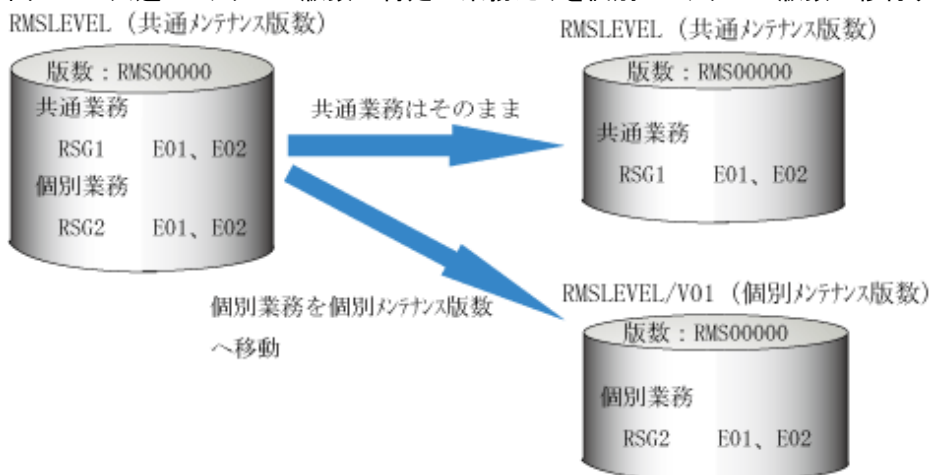 RMSLEVEL（共通ﾒﾝﾃﾅﾝｽ版数）
版数：RMS00000
共通業務
RSG1 E01、E02
個別業務
RSG2 E01、E02
共通業務はそのまま
個別業務を個別ﾒﾝﾃﾅﾝｽ版数
へ移動
RMSLEVEL（共通ﾒﾝﾃﾅﾝｽ版数）
版数：RMS00000
共通業務
RSG1 E01、E02
RMSLEVEL/V01（個別ﾒﾝﾃﾅﾝｽ版数）
版数：RMS00000
個別業務
RSG2 E01、E02